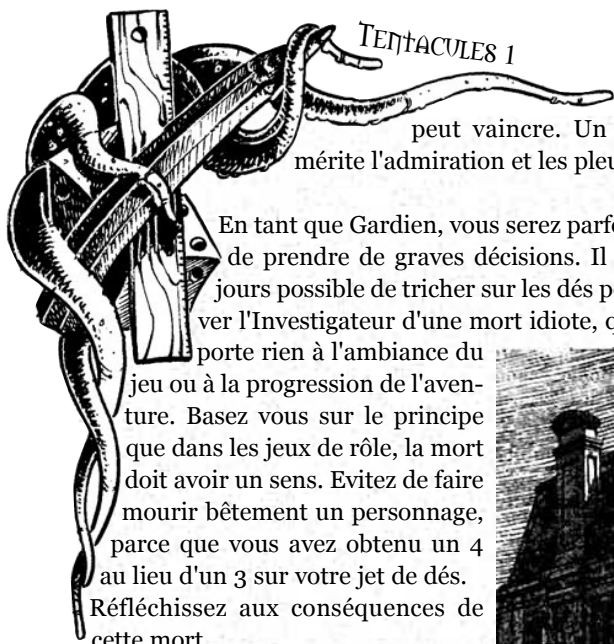 TENTACULES 1
peut vaincre. Un
mérite l'admiration et les
En tant que Gardien, vous serez
de prendre de graves décisions. Il
jours possible de tricher sur les dés
ver l'Investigateur d'une mort idiote,
porte rien à l'ambiance du
jeu ou à la progression de l'aven-
ture. Basez vous sur le principe
que dans les jeux de rôle, la mort
doit avoir un sens. Evitez de faire
mourir bêtement un personnage,
parce que vous avez obtenu un 4
au lieu d'un 3 sur votre jet de dés.
Réfléchissez aux conséquences de
cette mort